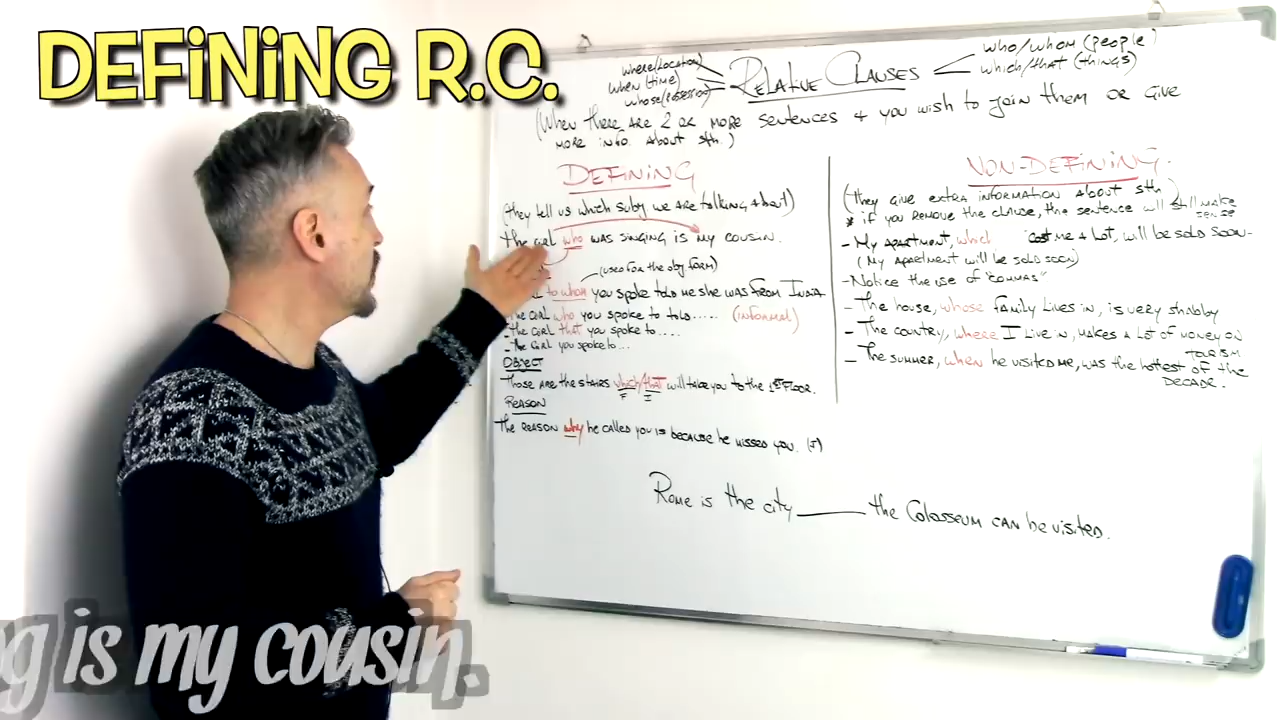 DEFiNiNG R.C.
where (Location)
when (time)
whose (possession)
Relative Clauses
who/whom (people)
which/that (things)
(When there are 2 or more sentences + you wish to join them or give
more info. about sth.)
DEFINING
(they tell us which subj we are talking about)
the girl who was singing is my cousin.
(used for the obj form)
to whom you spoke told me she was from India
the girl who you spoke to told..... (informal)
- the girl that you spoke to....
- the girl you spoke to...
OBJECT
Those are the stairs which/that will take you to the 1st floor.
F I
REASON
the reason why he called you is because he missed you. (J)
NON-DEFINING
(they give extra information about sth)
* if you remove the clause, the sentence will still make
sense
- My apartment, which cost me a lot, will be sold soon-
(My apartment will be sold soon)
- Notice the use of "commas"
- The house, whose family lives in, is very shabby
- The country, where I live in, makes a lot of money on
tourism.
- The summer, when he visited me, was the hottest of the
decade.
Rome is the city ______ the Colosseum can be visited.
g is my cousin.